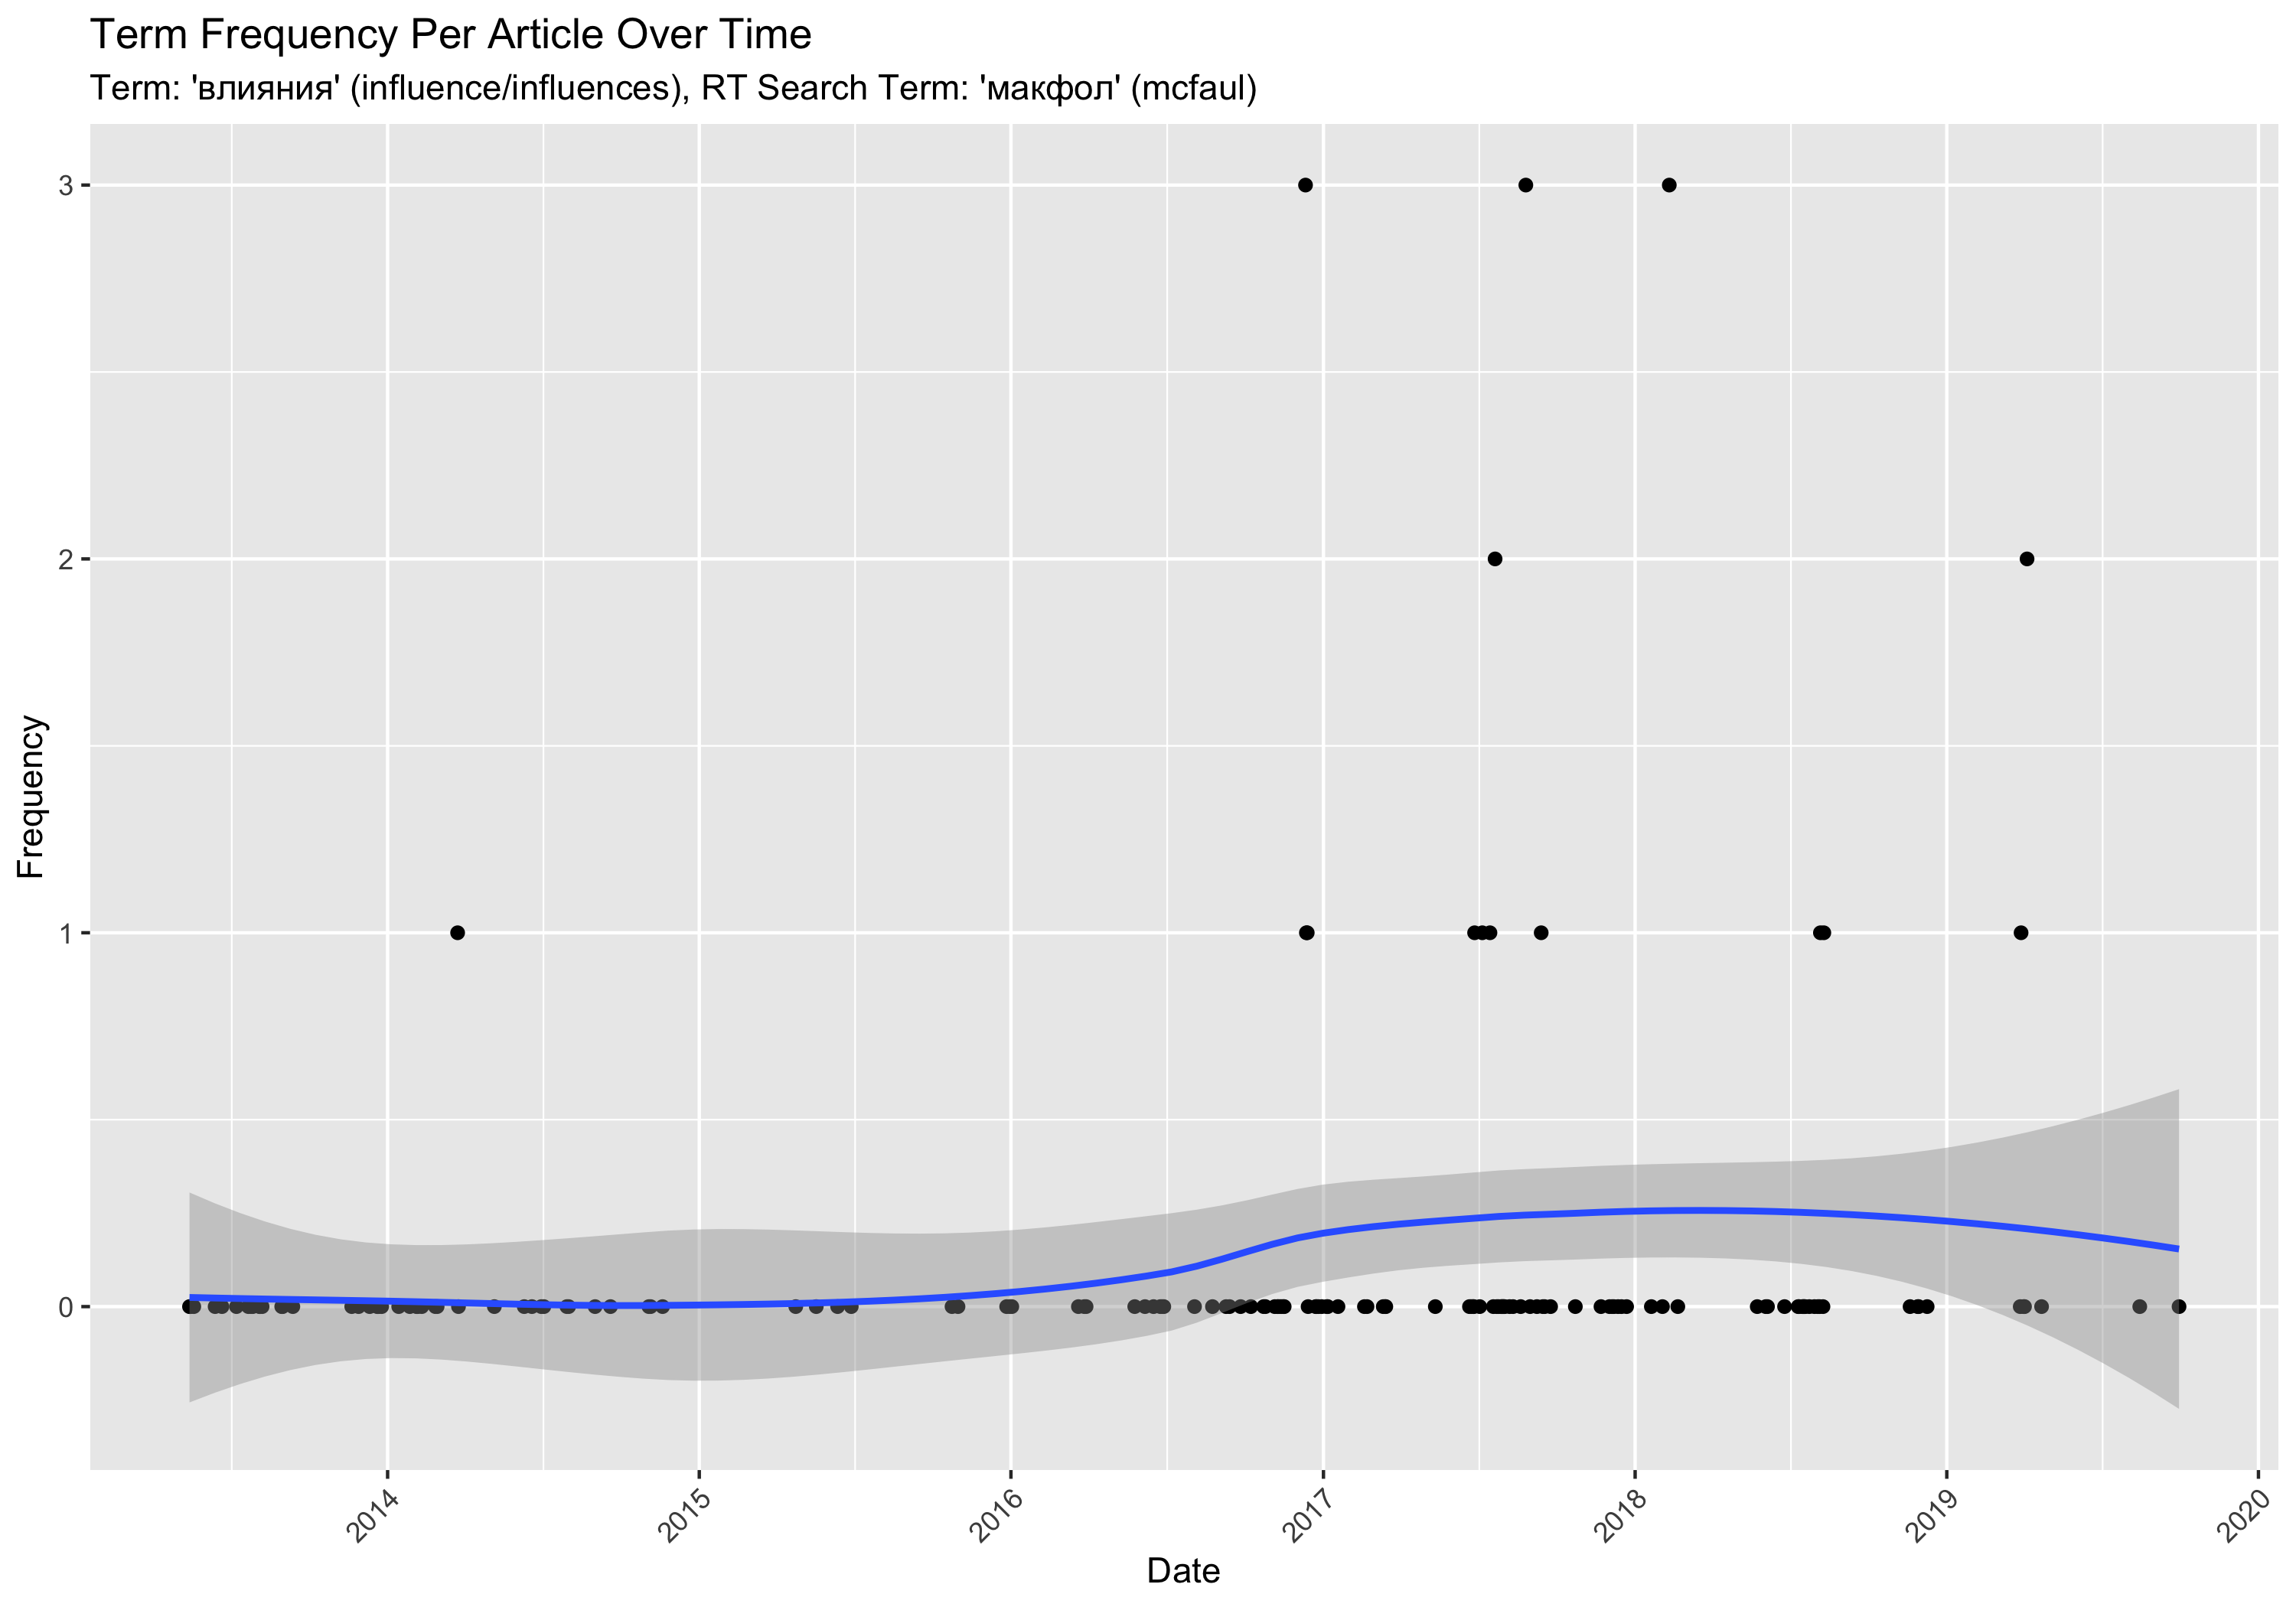 Term Frequency Per Article Over Time
Term: 'влияния' (influence/influences), RT Search Term: 'макфол' (mcfaul)
3
2
1
0
Frequency
2014
2015
2016
2017
2018
2019
2020
Date